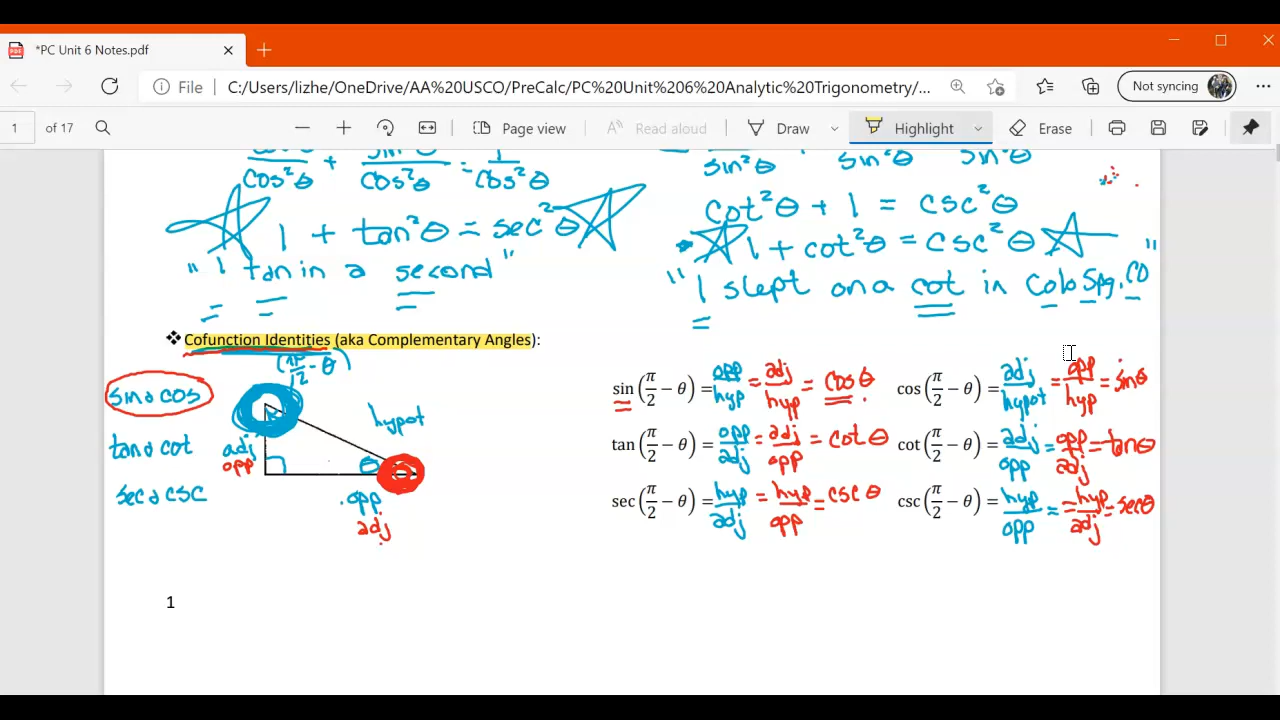 *PC Unit 6 Notes.pdf
File C:/Users/lizhe/OneDrive/AA%20USCO/PreCalc/PC%20Unit%206%20Analytic%20Trigonometry/... Not syncing
1 of 17 Page view Read aloud Draw Highlight Erase
cos²θ + cos²θ = cos²θ
sin²θ sin²θ sin²θ
1 + tan²θ = sec²θ
"1 tan in a second"
cot²θ + 1 = csc²θ
1 + cot²θ = csc²θ
"1 slept on a cot in Colo Spg. CO"
❖ Cofunction Identities (aka Complementary Angles):
(π/2 - θ)
sin & cos
tan & cot
sec & csc
hypot
adj
opp
θ
opp
adj
sin(π/2 − θ) = opp/hyp = adj/hyp = cos θ
cos(π/2 − θ) = adj/hypot = opp/hyp = sinθ
tan(π/2 − θ) = opp/adj = adj/opp = cot θ
cot(π/2 − θ) = adj/opp = opp/adj = tanθ
sec(π/2 − θ) = hyp/adj = hyp/opp = csc θ
csc(π/2 − θ) = hyp/opp = hyp/adj = secθ
1